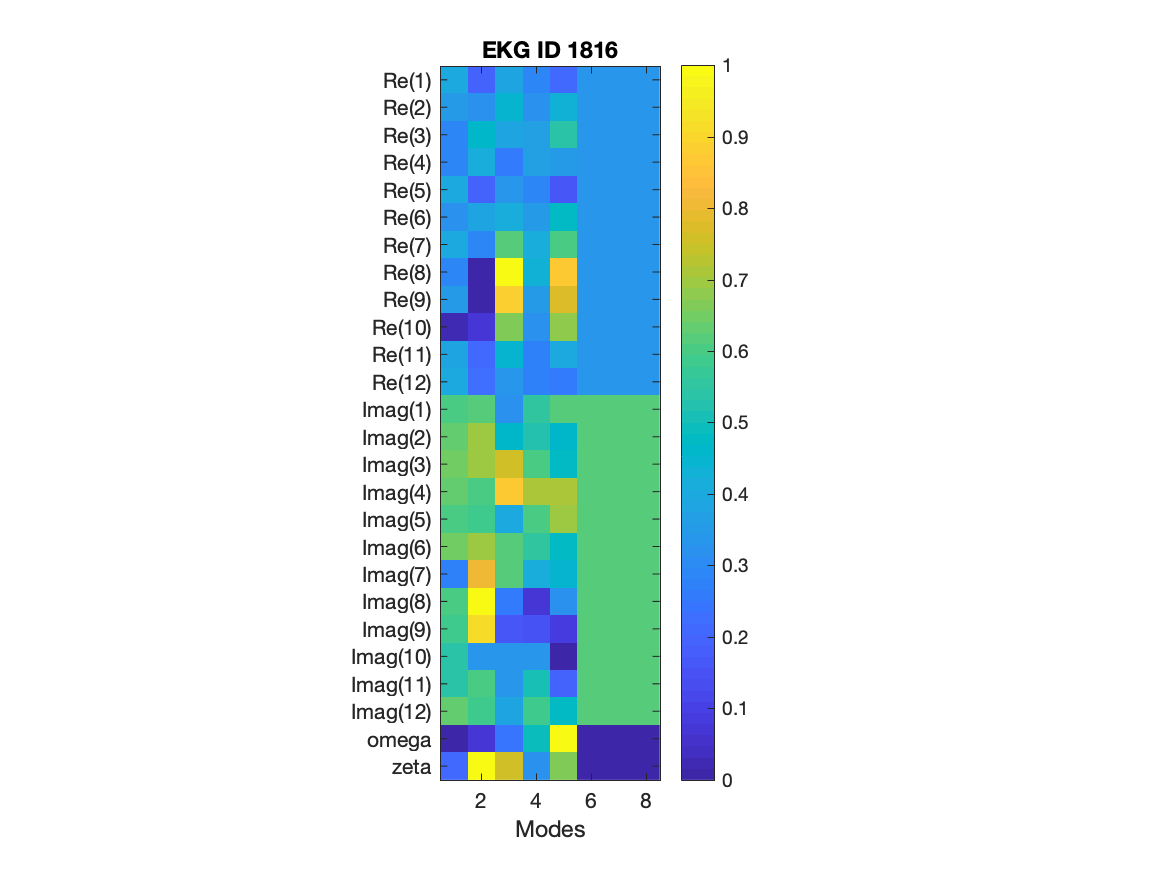 EKG ID 1816
Re(1)
Re(2)
Re(3)
Re(4)
Re(5)
Re(6)
Re(7)
Re(8)
Re(9)
Re(10)
Re(11)
Re(12)
Imag(1)
Imag(2)
Imag(3)
Imag(4)
Imag(5)
Imag(6)
Imag(7)
Imag(8)
Imag(9)
Imag(10)
Imag(11)
Imag(12)
omega
zeta
2 4 6 8
Modes
1
0.9
0.8
0.7
0.6
0.5
0.4
0.3
0.2
0.1
0